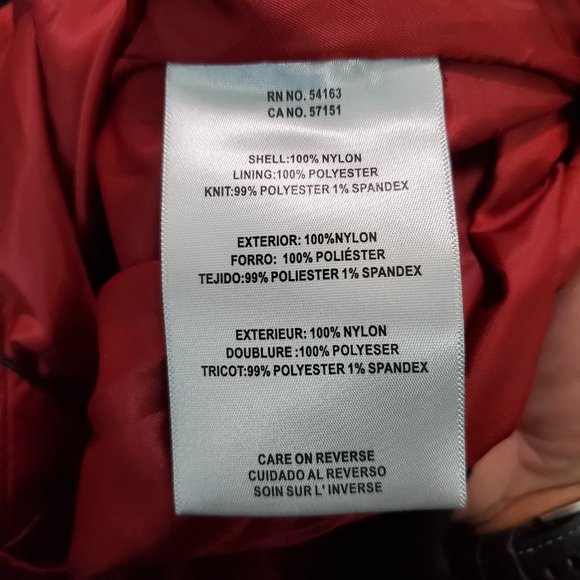 RN NO. 54163
CA NO. 57151
SHELL:100% NYLON
LINING:100% POLYESTER
KNIT:99% POLYESTER 1% SPANDEX
EXTERIOR: 100%NYLON
FORRO: 100% POLIÉSTER
TEJIDO:99% POLIESTER 1% SPANDEX
EXTERIEUR: 100% NYLON
DOUBLURE :100% POLYESER
TRICOT:99% POLYESTER 1% SPANDEX
CARE ON REVERSE
CUIDADO AL REVERSO
SOIN SUR L' INVERSE